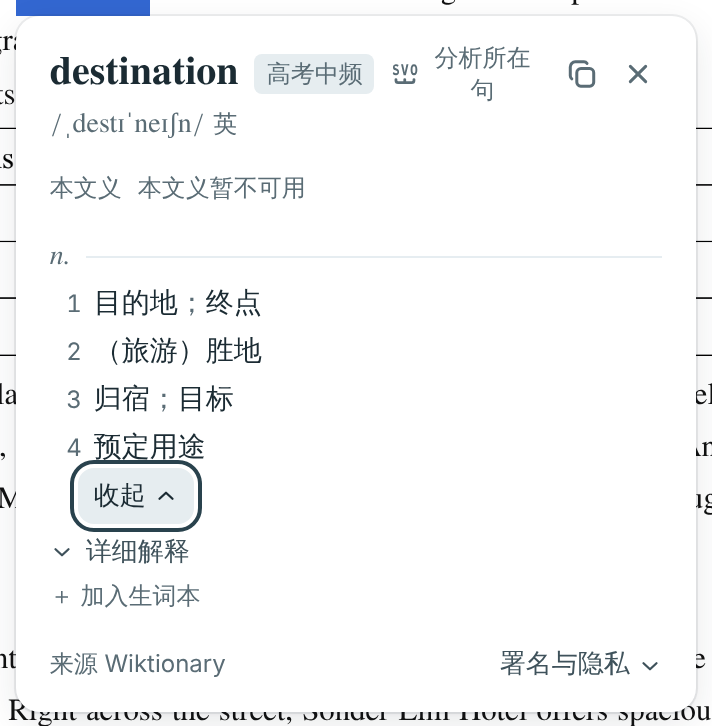 destination 高考中频 SVO 分析所在句
/ˌdestɪˈneɪʃn/ 英
本文义 本文义暂不可用
n.
1 目的地；终点
2 （旅游）胜地
3 归宿；目标
4 预定用途
收起
详细解释
+ 加入生词本
来源 Wiktionary 署名与隐私
Right across the street, Sonder Elm Hotel offers spaciou